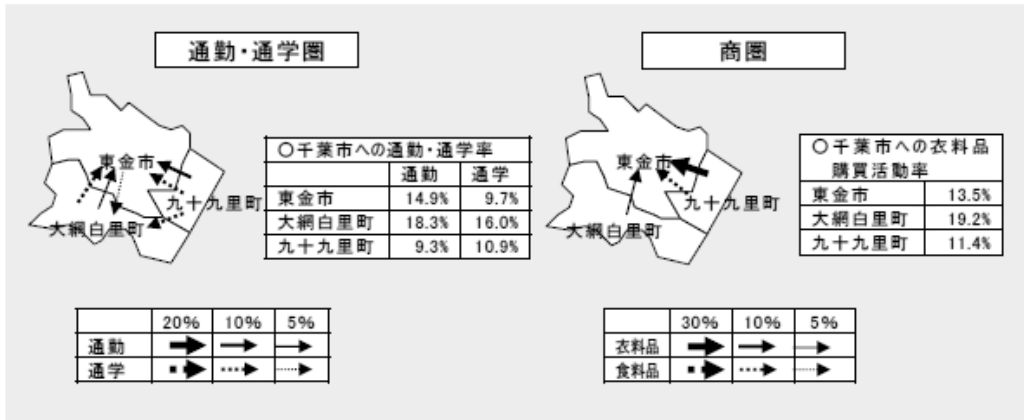 通勤・通学圏
東金市
九十九里町
大網白里町
○千葉市への通勤・通学率
通勤 通学
東金市 14.9% 9.7%
大網白里町 18.3% 16.0%
九十九里町 9.3% 10.9%
20% 10% 5%
通勤
通学
商圏
東金市
九十九里町
大網白里町
○千葉市への衣料品
購買活動率
東金市 13.5%
大網白里町 19.2%
九十九里町 11.4%
30% 10% 5%
衣料品
食料品